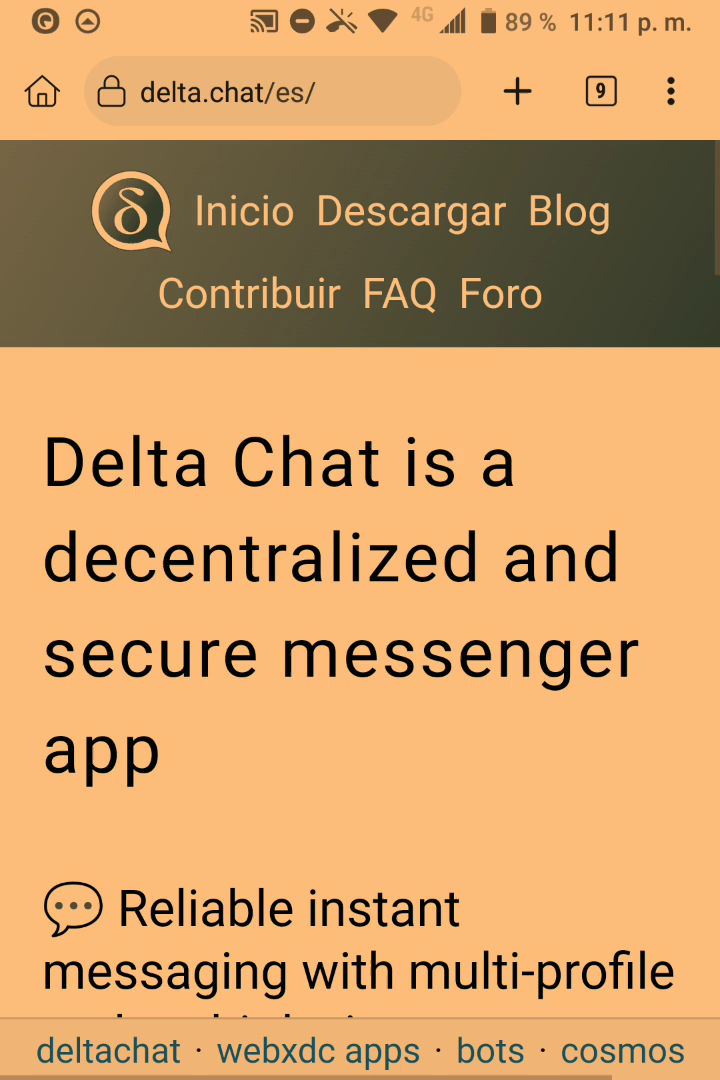 4G 89 % 11:11 p. m.
delta.chat/es/ 9
Inicio Descargar Blog
Contribuir FAQ Foro
Delta Chat is a
decentralized and
secure messenger
app
Reliable instant
messaging with multi-profile
deltachat · webxdc apps · bots · cosmos